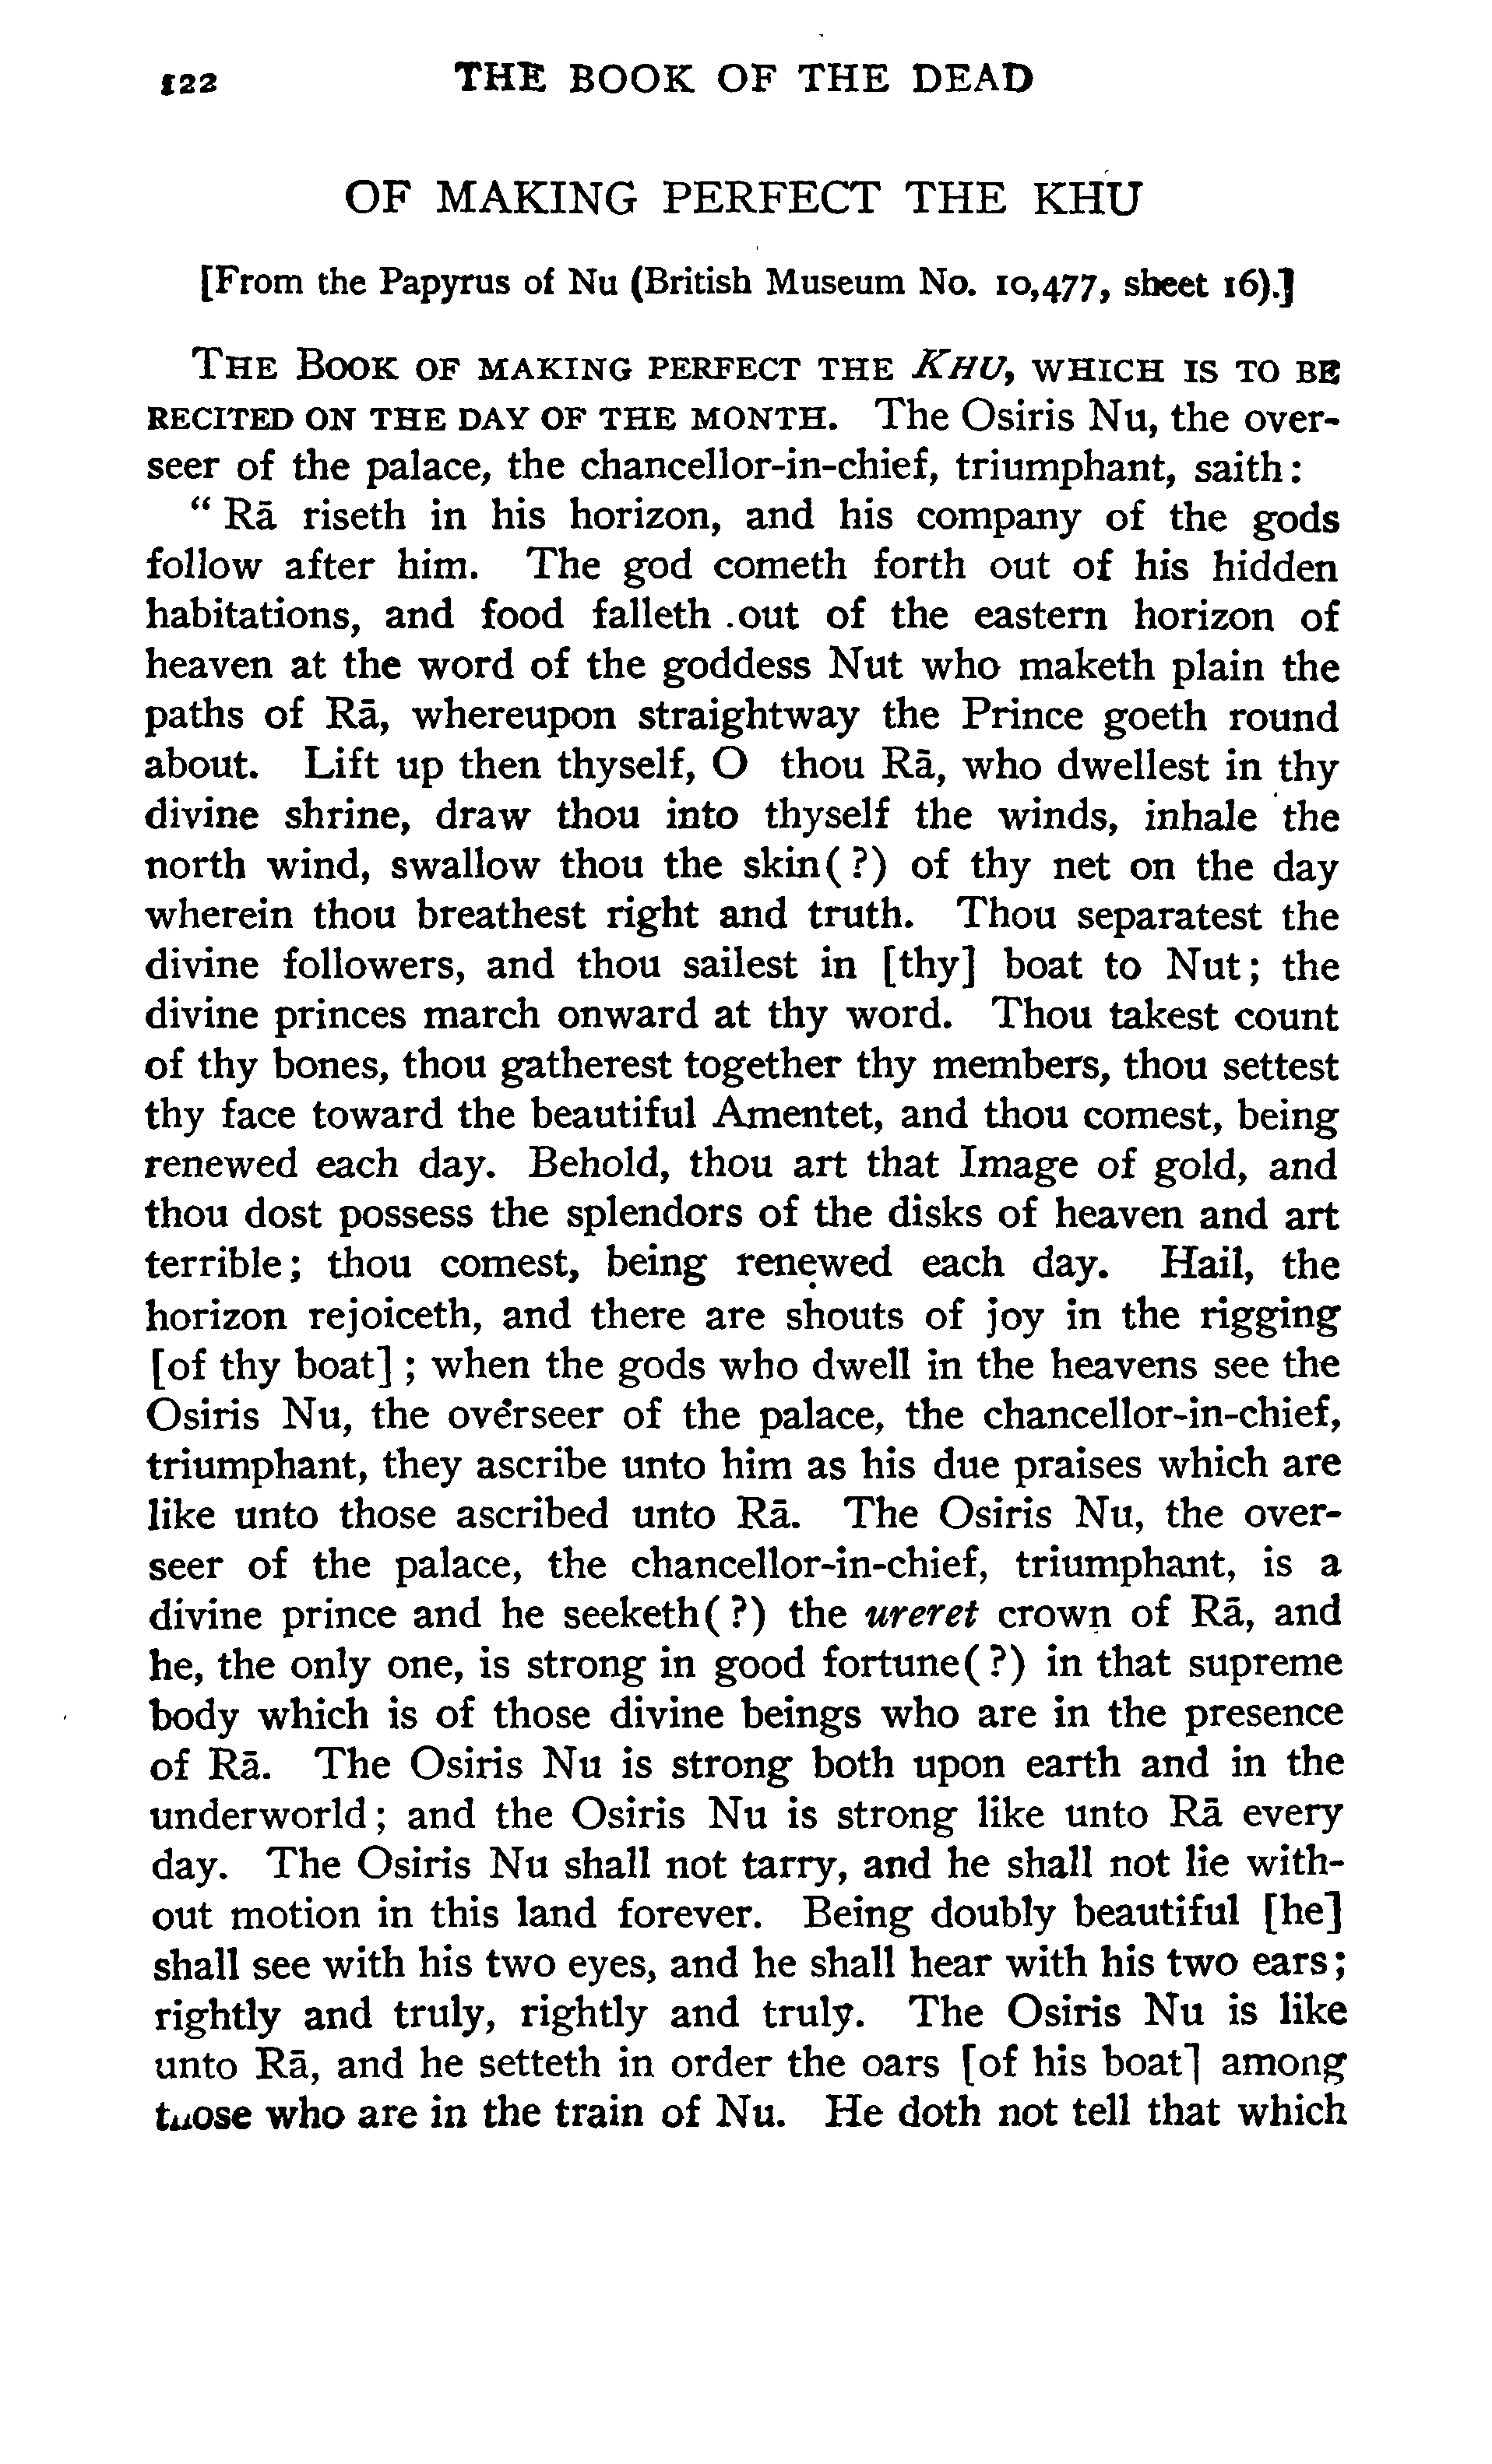 122 THE BOOK OF THE DEAD
OF MAKING PERFECT THE KHU
[From the Papyrus of Nu (British Museum No. 10,477, sheet 16).]
THE BOOK OF MAKING PERFECT THE KHU, WHICH IS TO BE
RECITED ON THE DAY OF THE MONTH. The Osiris Nu, the over-
seer of the palace, the chancellor-in-chief, triumphant, saith:
“Rā riseth in his horizon, and his company of the gods
follow after him. The god cometh forth out of his hidden
habitations, and food falleth out of the eastern horizon of
heaven at the word of the goddess Nut who maketh plain the
paths of Rā, whereupon straightway the Prince goeth round
about. Lift up then thyself, O thou Rā, who dwellest in thy
divine shrine, draw thou into thyself the winds, inhale the
north wind, swallow thou the skin(?) of thy net on the day
wherein thou breathest right and truth. Thou separatest the
divine followers, and thou sailest in [thy] boat to Nut; the
divine princes march onward at thy word. Thou takest count
of thy bones, thou gatherest together thy members, thou settest
thy face toward the beautiful Amentet, and thou comest, being
renewed each day. Behold, thou art that Image of gold, and
thou dost possess the splendors of the disks of heaven and art
terrible; thou comest, being renewed each day. Hail, the
horizon rejoiceth, and there are shouts of joy in the rigging
[of thy boat]; when the gods who dwell in the heavens see the
Osiris Nu, the overseer of the palace, the chancellor-in-chief,
triumphant, they ascribe unto him as his due praises which are
like unto those ascribed unto Rā. The Osiris Nu, the over-
seer of the palace, the chancellor-in-chief, triumphant, is a
divine prince and he seeketh(?) the ureret crown of Rā, and
he, the only one, is strong in good fortune(?) in that supreme
body which is of those divine beings who are in the presence
of Rā. The Osiris Nu is strong both upon earth and in the
underworld; and the Osiris Nu is strong like unto Rā every
day. The Osiris Nu shall not tarry, and he shall not lie with-
out motion in this land forever. Being doubly beautiful [he]
shall see with his two eyes, and he shall hear with his two ears;
rightly and truly, rightly and truly. The Osiris Nu is like
unto Rā, and he setteth in order the oars [of his boat] among
those who are in the train of Nu. He doth not tell that which